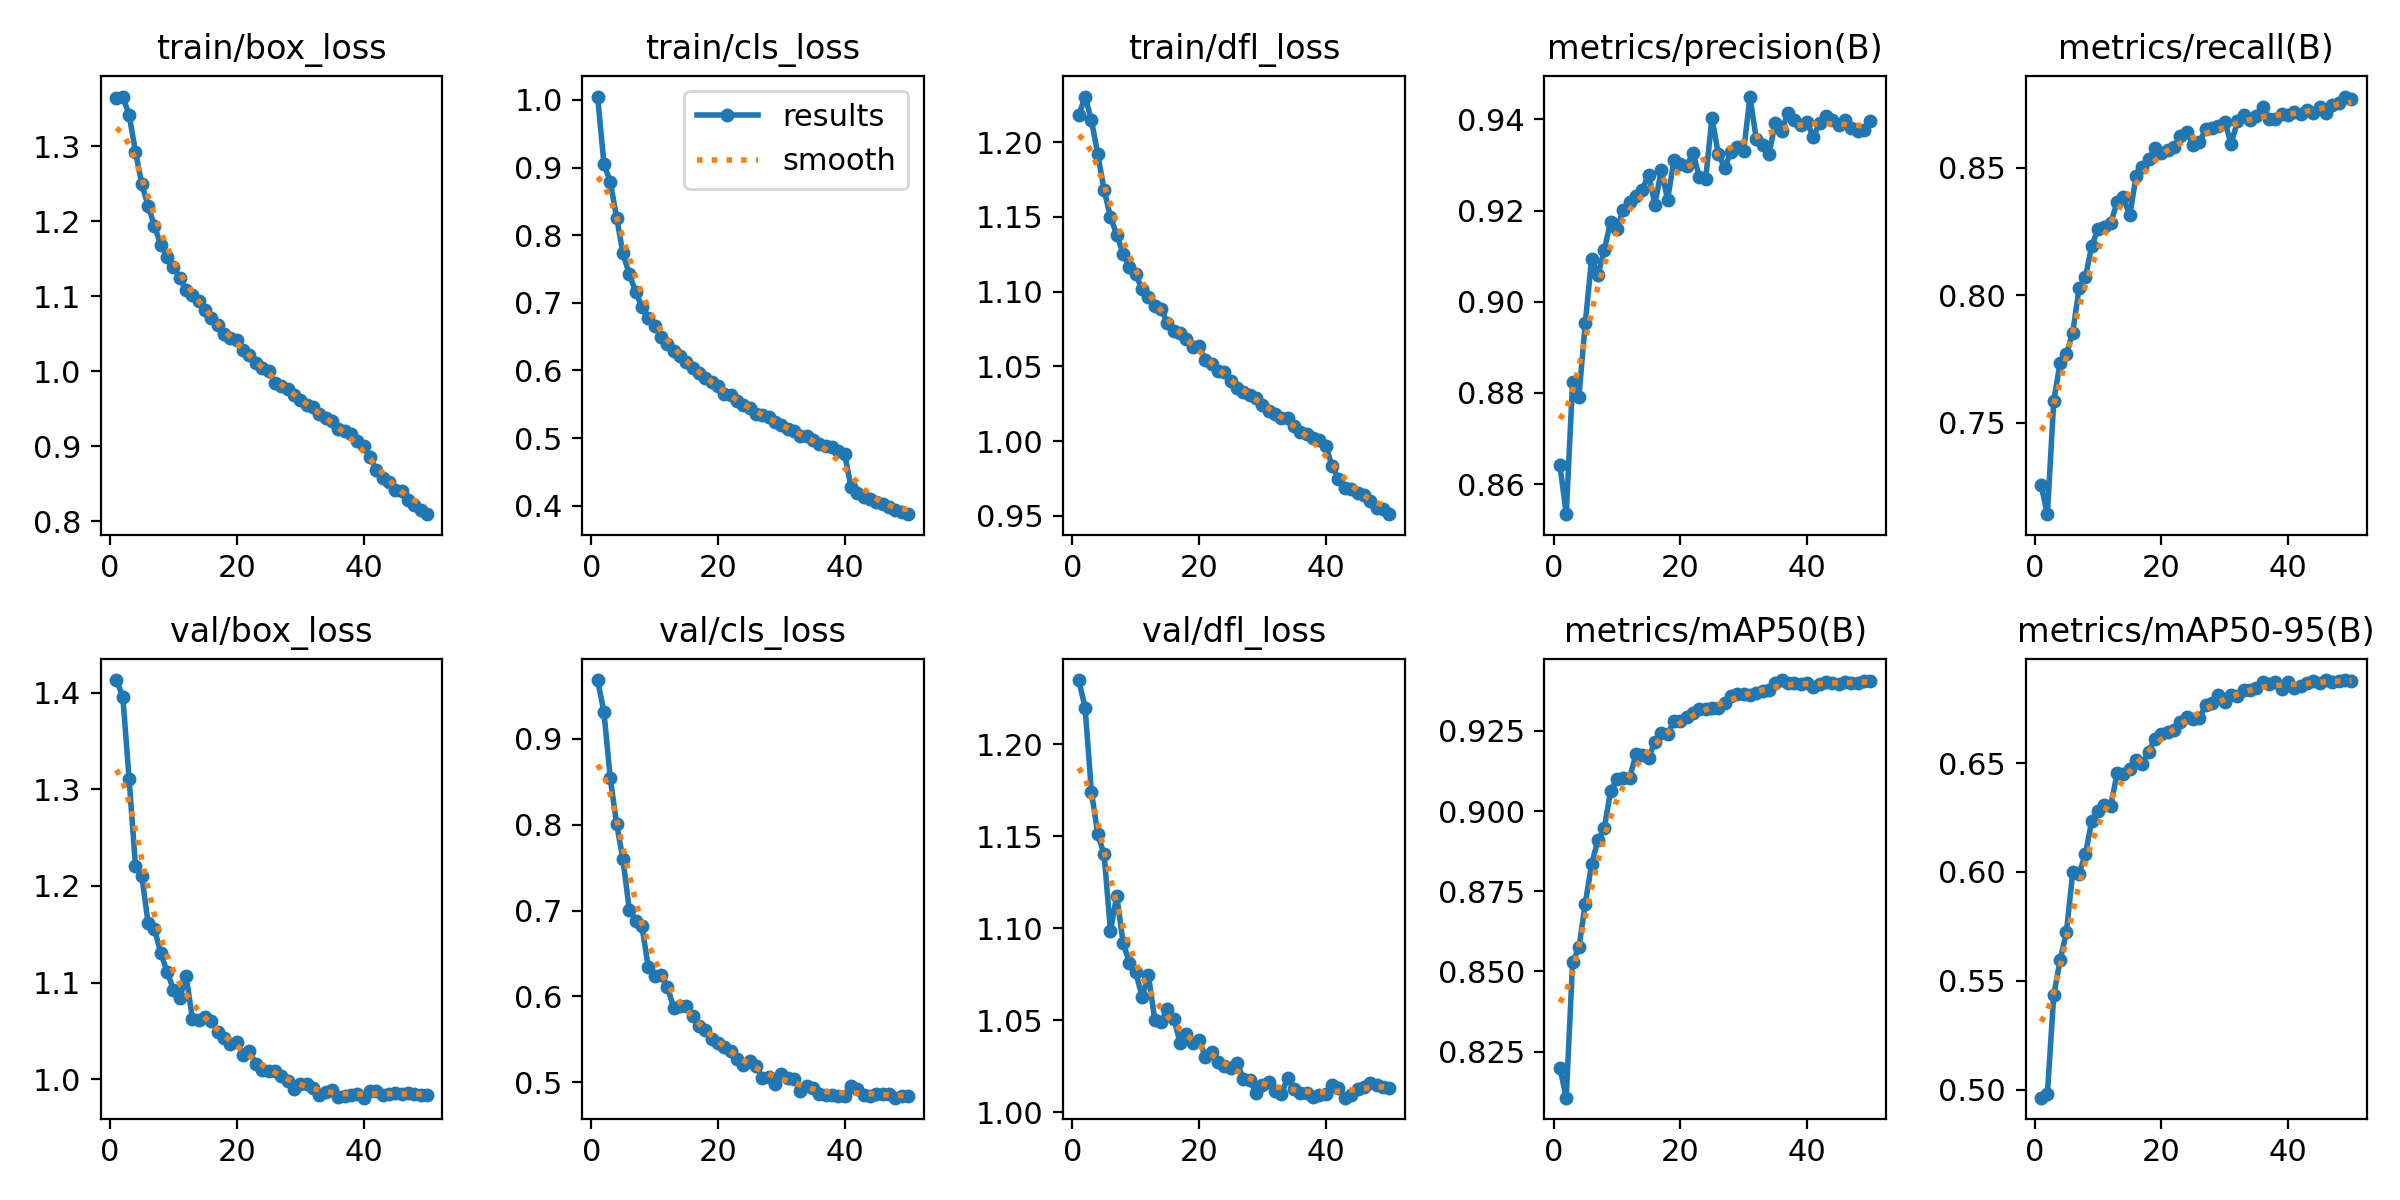 train/box_loss
1.3
1.2
1.1
1.0
0.9
0.8
0 20 40
train/cls_loss
results
smooth
1.0
0.9
0.8
0.7
0.6
0.5
0.4
0 20 40
train/dfl_loss
1.20
1.15
1.10
1.05
1.00
0.95
0 20 40
metrics/precision(B)
0.94
0.92
0.90
0.88
0.86
0 20 40
metrics/recall(B)
0.85
0.80
0.75
0 20 40
val/box_loss
1.4
1.3
1.2
1.1
1.0
0 20 40
val/cls_loss
0.9
0.8
0.7
0.6
0.5
0 20 40
val/dfl_loss
1.20
1.15
1.10
1.05
1.00
0 20 40
metrics/mAP50(B)
0.925
0.900
0.875
0.850
0.825
0 20 40
metrics/mAP50-95(B)
0.65
0.60
0.55
0.50
0 20 40